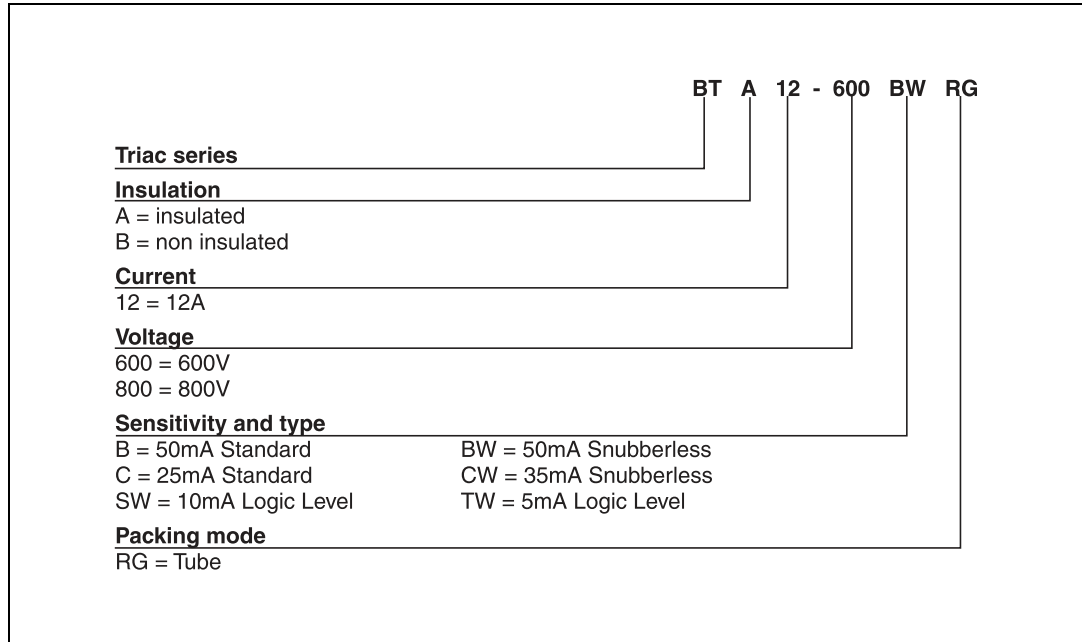 BT A 12 - 600 BW RG
Triac series
Insulation
A = insulated
B = non insulated
Current
12 = 12A
Voltage
600 = 600V
800 = 800V
Sensitivity and type
B = 50mA Standard BW = 50mA Snubberless
C = 25mA Standard CW = 35mA Snubberless
SW = 10mA Logic Level TW = 5mA Logic Level
Packing mode
RG = Tube